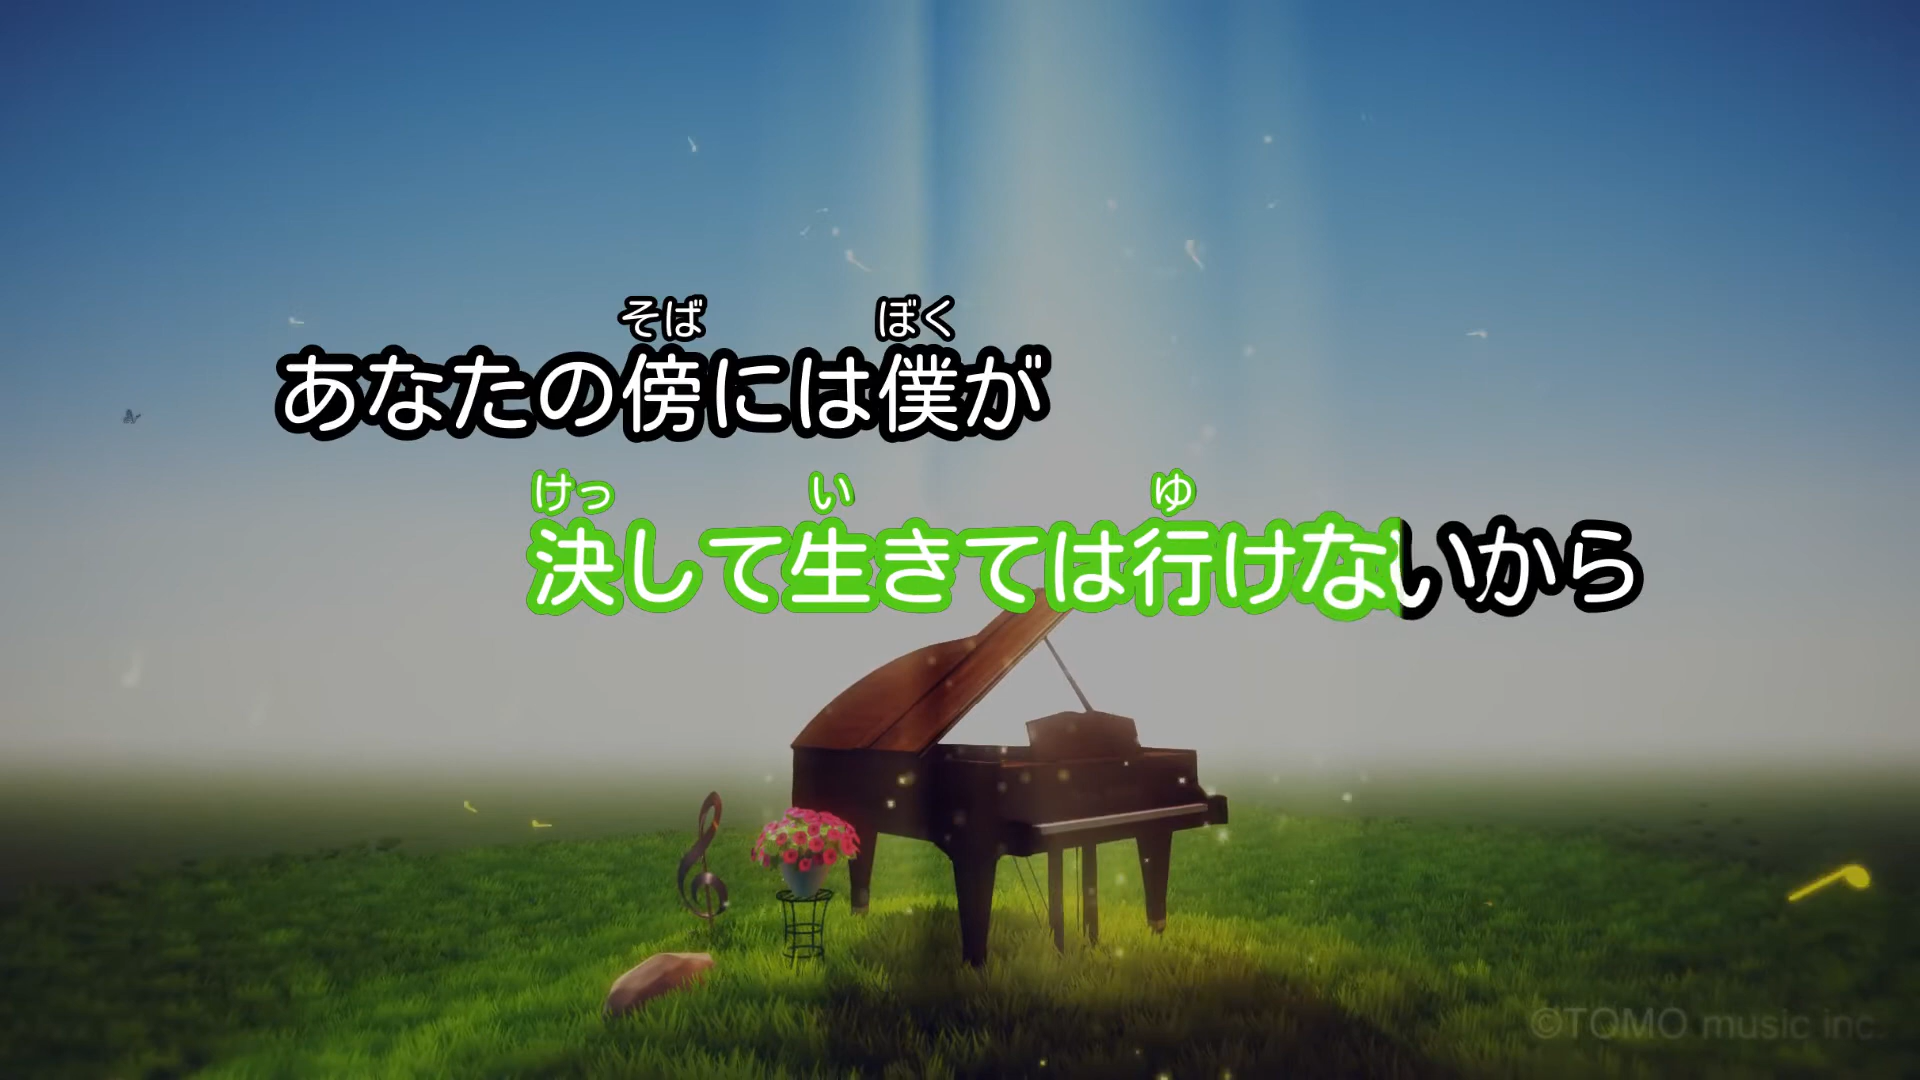 そば ぼく
あなたの傍には僕が
けっ い ゆ
決して生きては行けないから
©TOMO music inc.